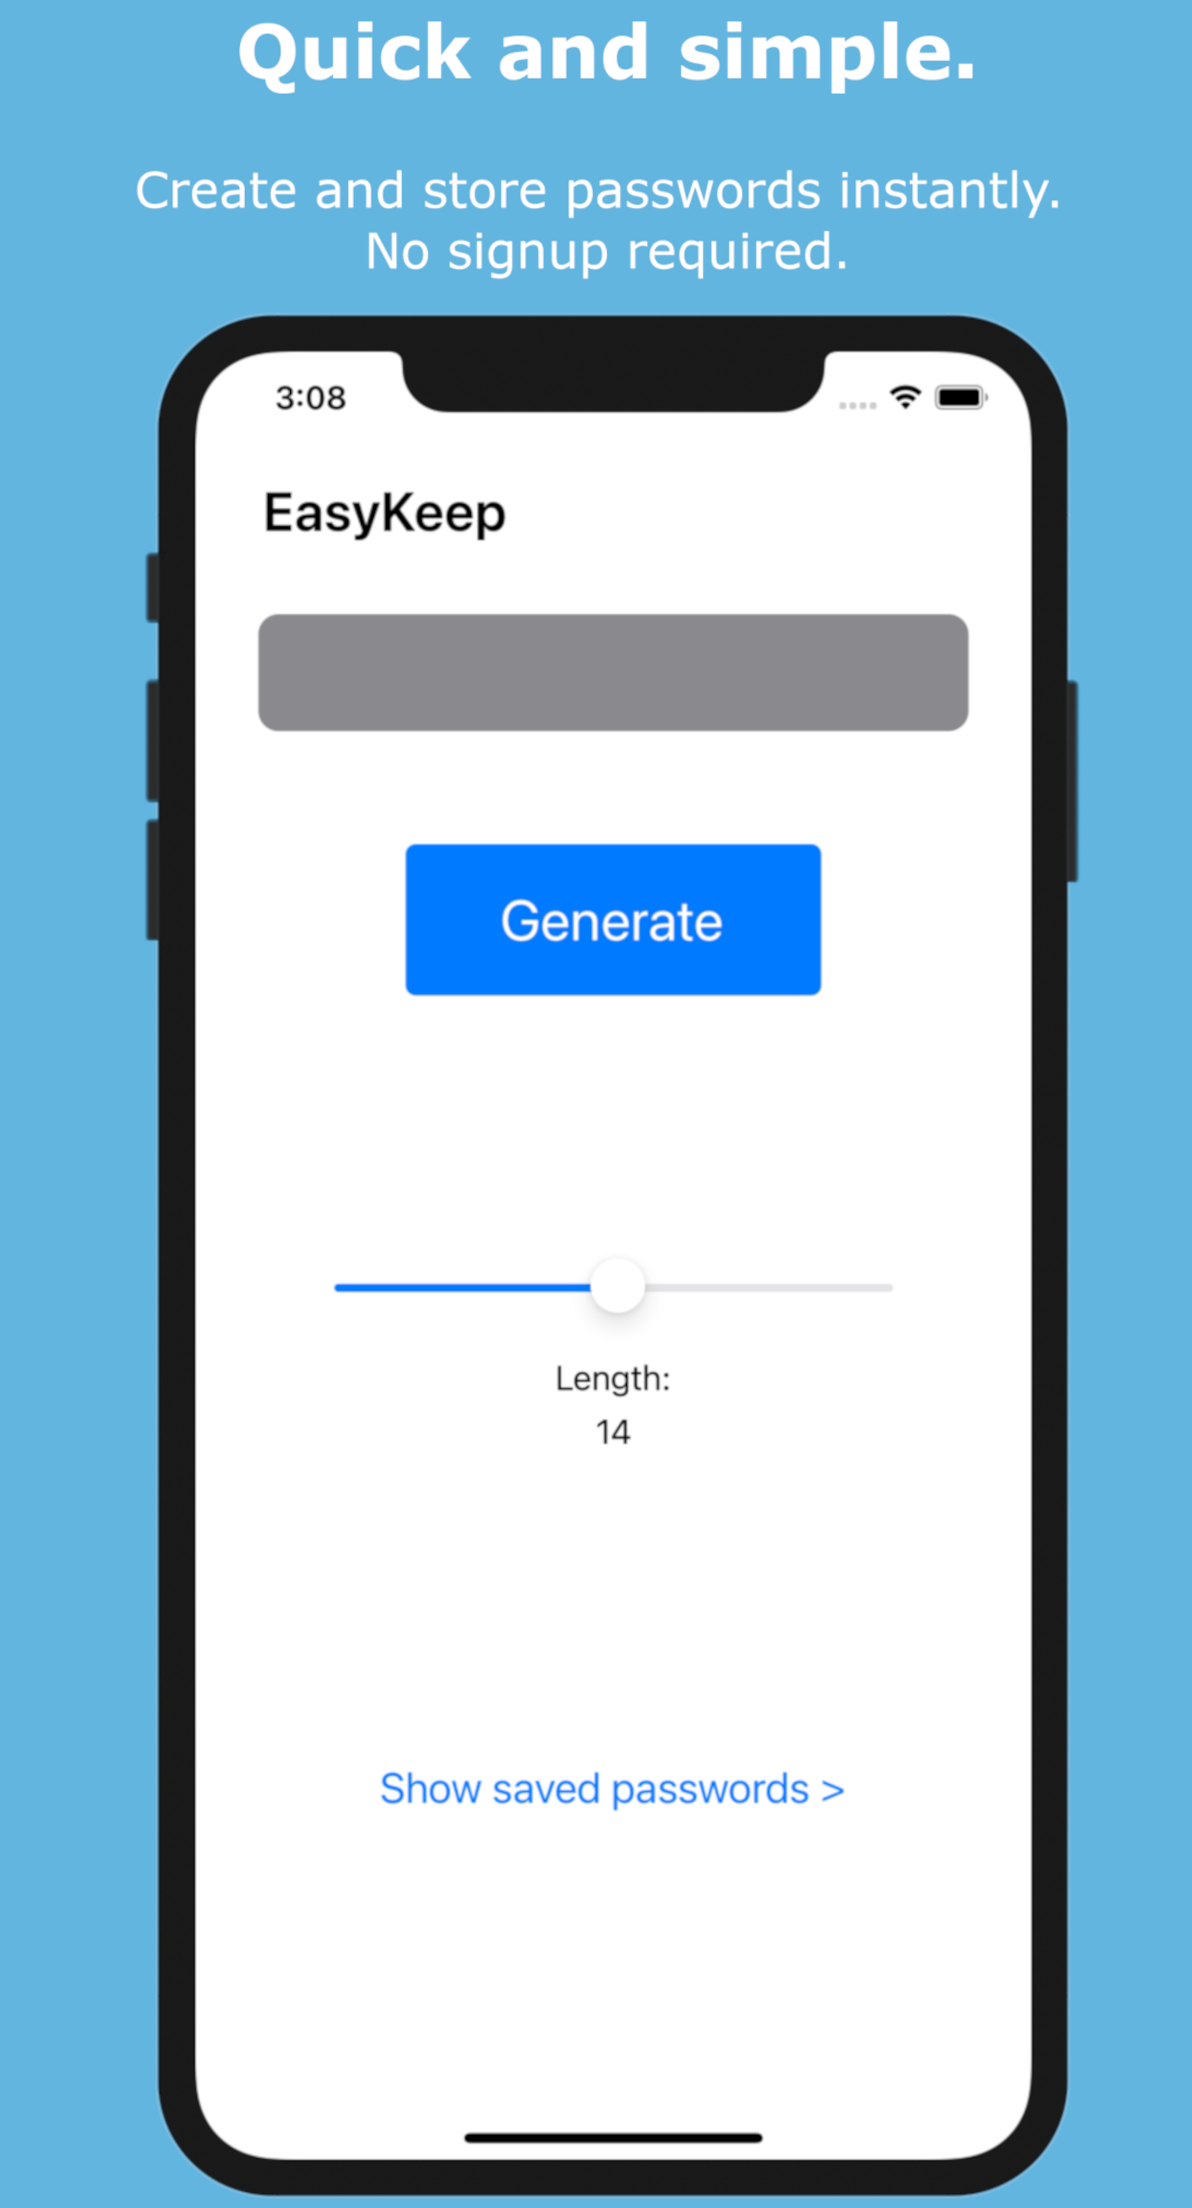 Quick and simple.
Create and store passwords instantly.
No signup required.
3:08
EasyKeep
Generate
Length:
14
Show saved passwords >